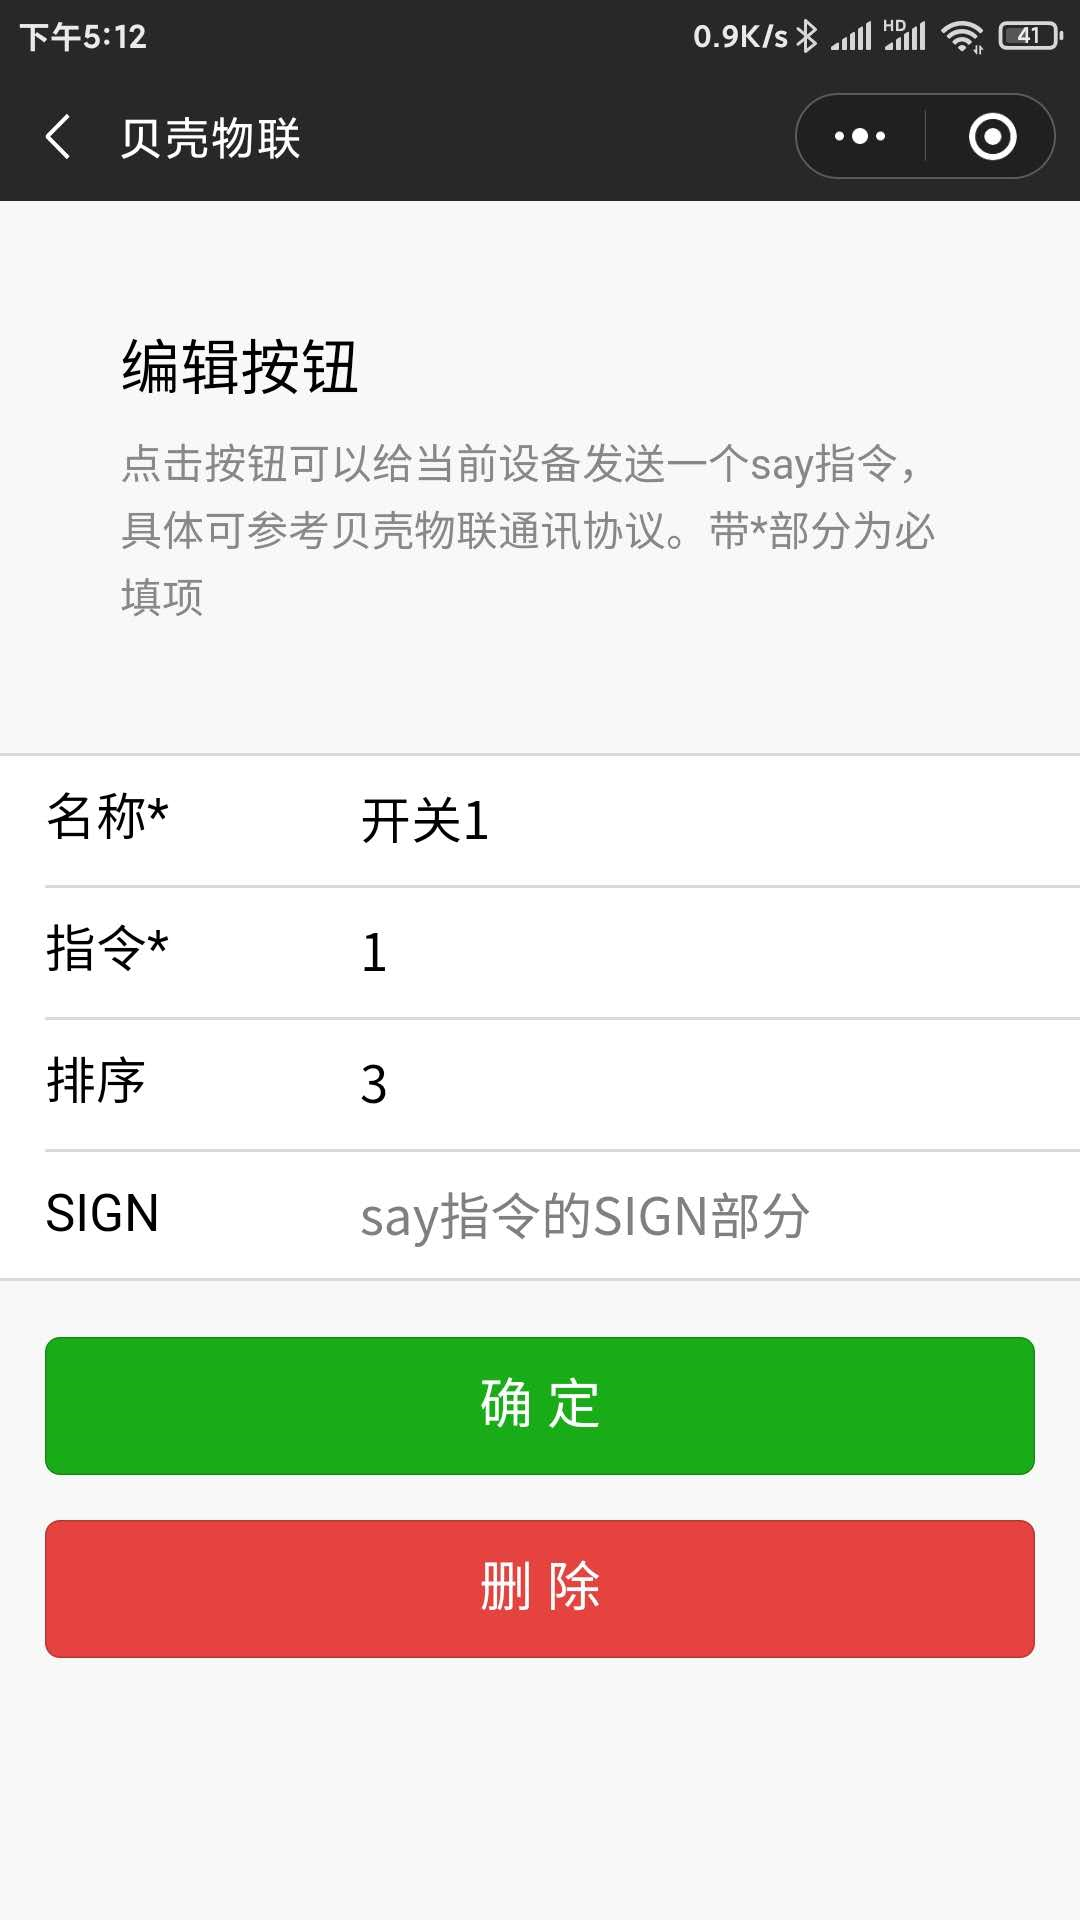 下午5:12
0.9K/s HD 41
贝壳物联
编辑按钮
点击按钮可以给当前设备发送一个say指令，
具体可参考贝壳物联通讯协议。带*部分为必
填项
名称* 开关1
指令* 1
排序 3
SIGN say指令的SIGN部分
确 定
删 除